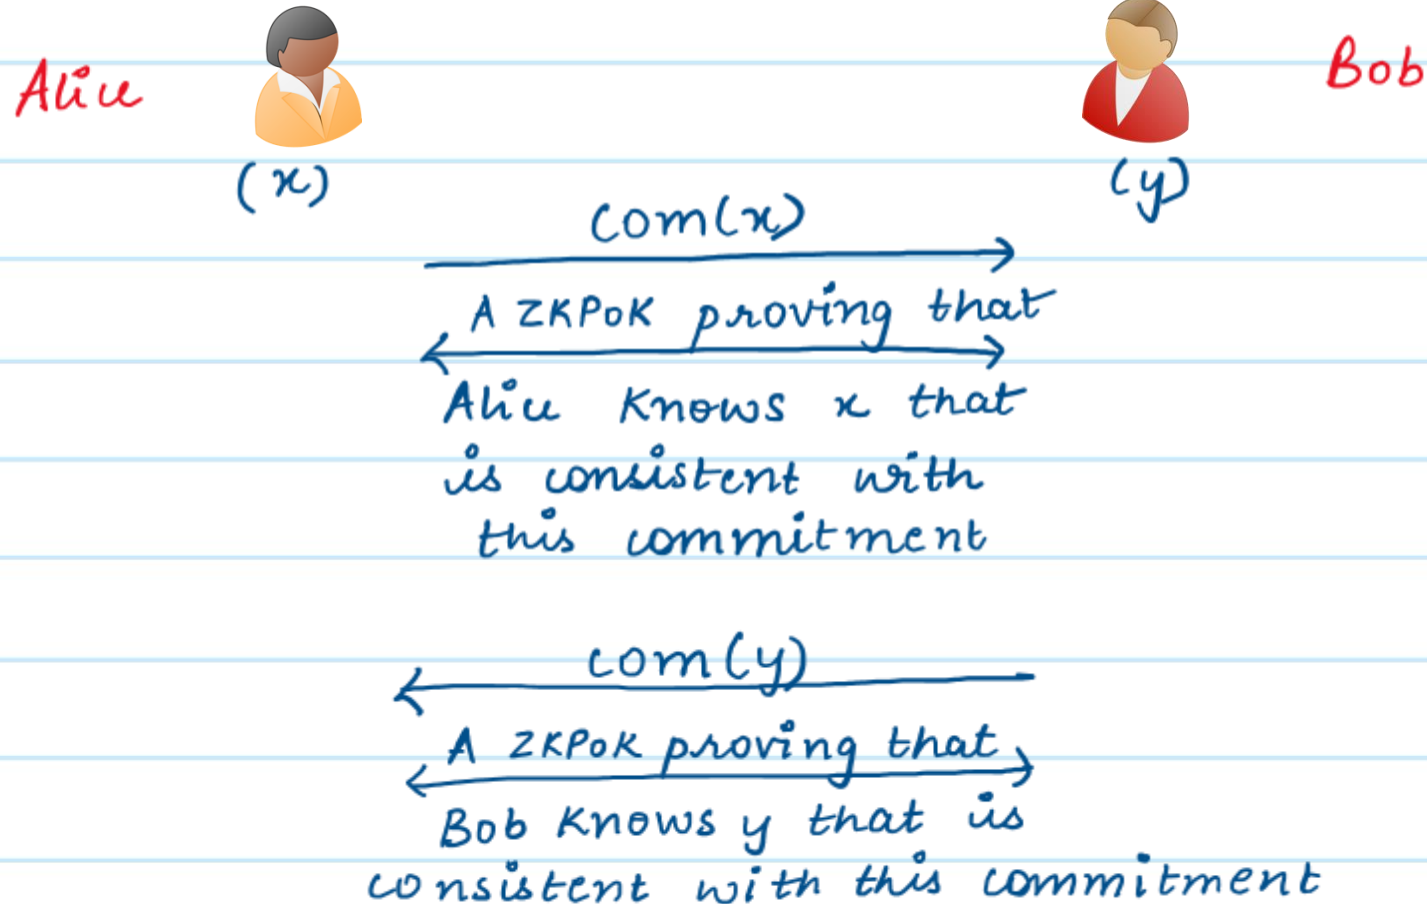 Alice Bob
(x) (y)
Com(x)
A ZKPoK proving that
Alice knows x that
is consistent with
this commitment
com(y)
A ZKPoK proving that
Bob knows y that is
consistent with this commitment